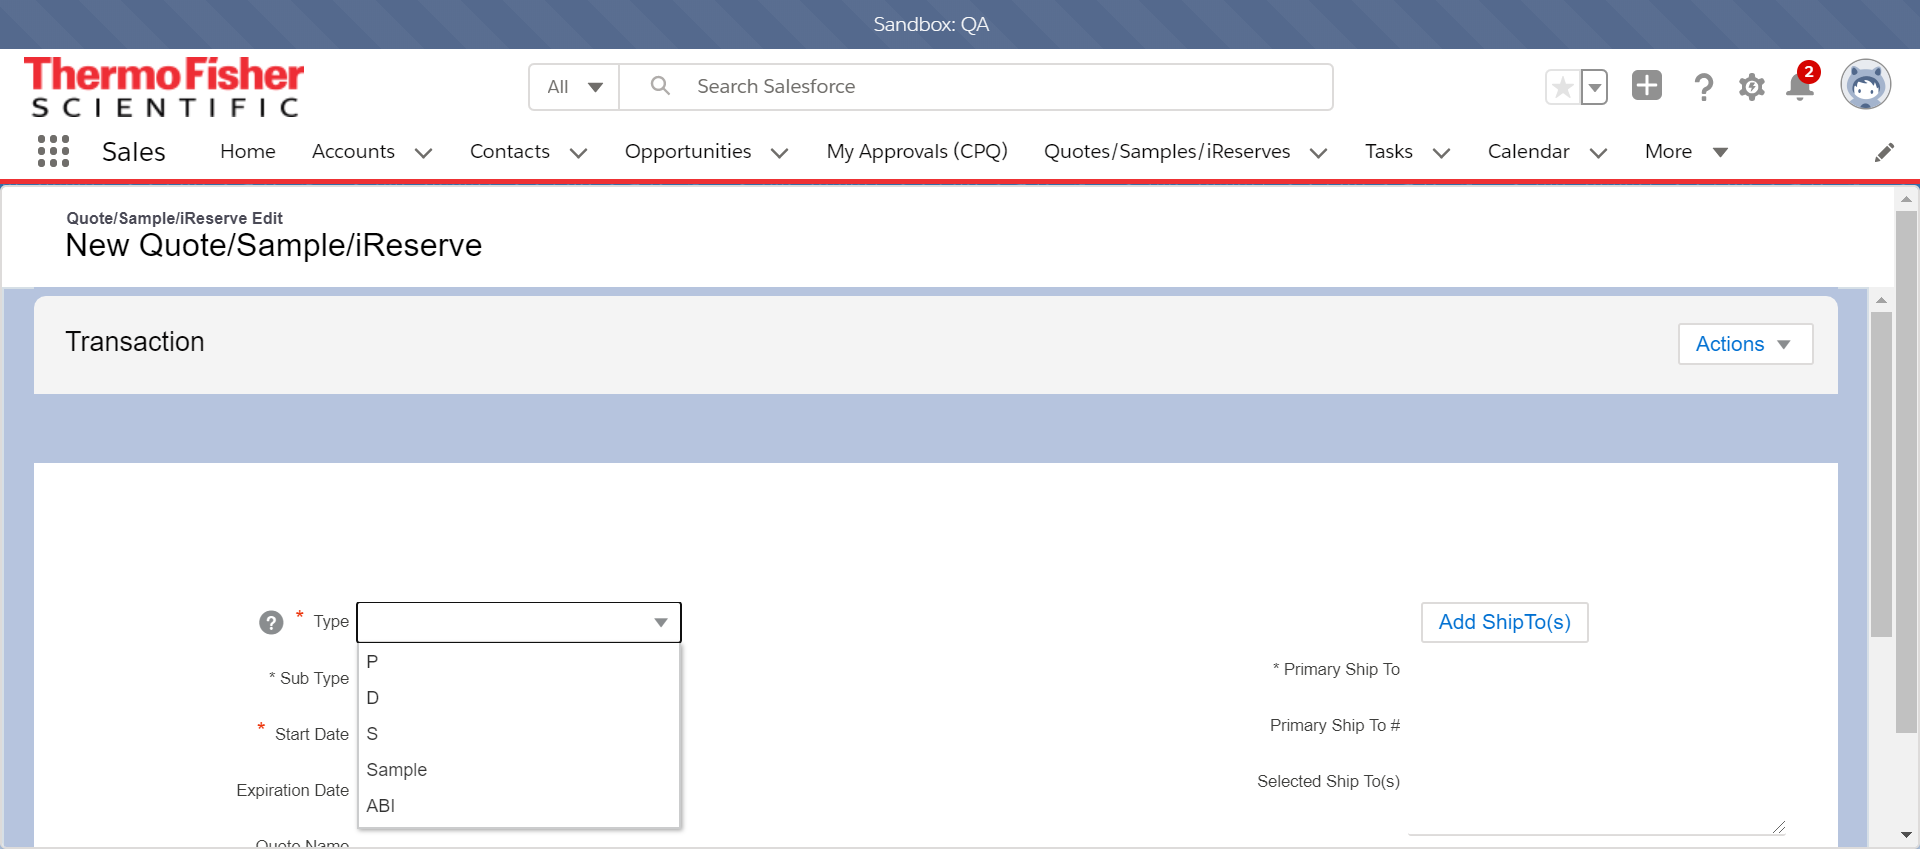 Sandbox: QA
ThermoFisher
SCIENTIFIC
All
Search Salesforce
2
Sales
Home
Accounts
Contacts
Opportunities
My Approvals (CPQ)
Quotes/Samples/iReserves
Tasks
Calendar
More
Quote/Sample/iReserve Edit
New Quote/Sample/iReserve
Transaction
Actions
? * Type
P
D
S
Sample
ABI
* Sub Type
* Start Date
Expiration Date
Quote Name
Add ShipTo(s)
* Primary Ship To
Primary Ship To #
Selected Ship To(s)